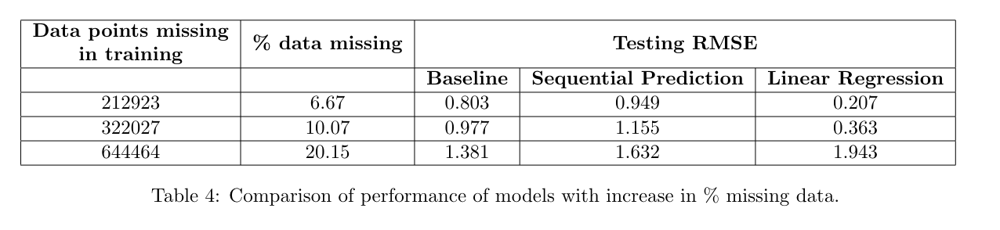 Data points missing in training % data missing Testing RMSE
Baseline Sequential Prediction Linear Regression
212923 6.67 0.803 0.949 0.207
322027 10.07 0.977 1.155 0.363
644464 20.15 1.381 1.632 1.943
Table 4: Comparison of performance of models with increase in % missing data.